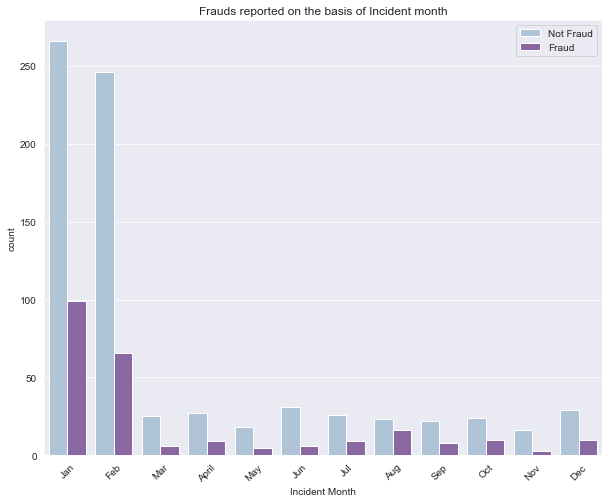 Frauds reported on the basis of Incident month
Not Fraud
Fraud
250
200
150
100
50
0
count
Jan
Feb
Mar
April
May
Jun
Jul
Aug
Sep
Oct
Nov
Dec
Incident Month